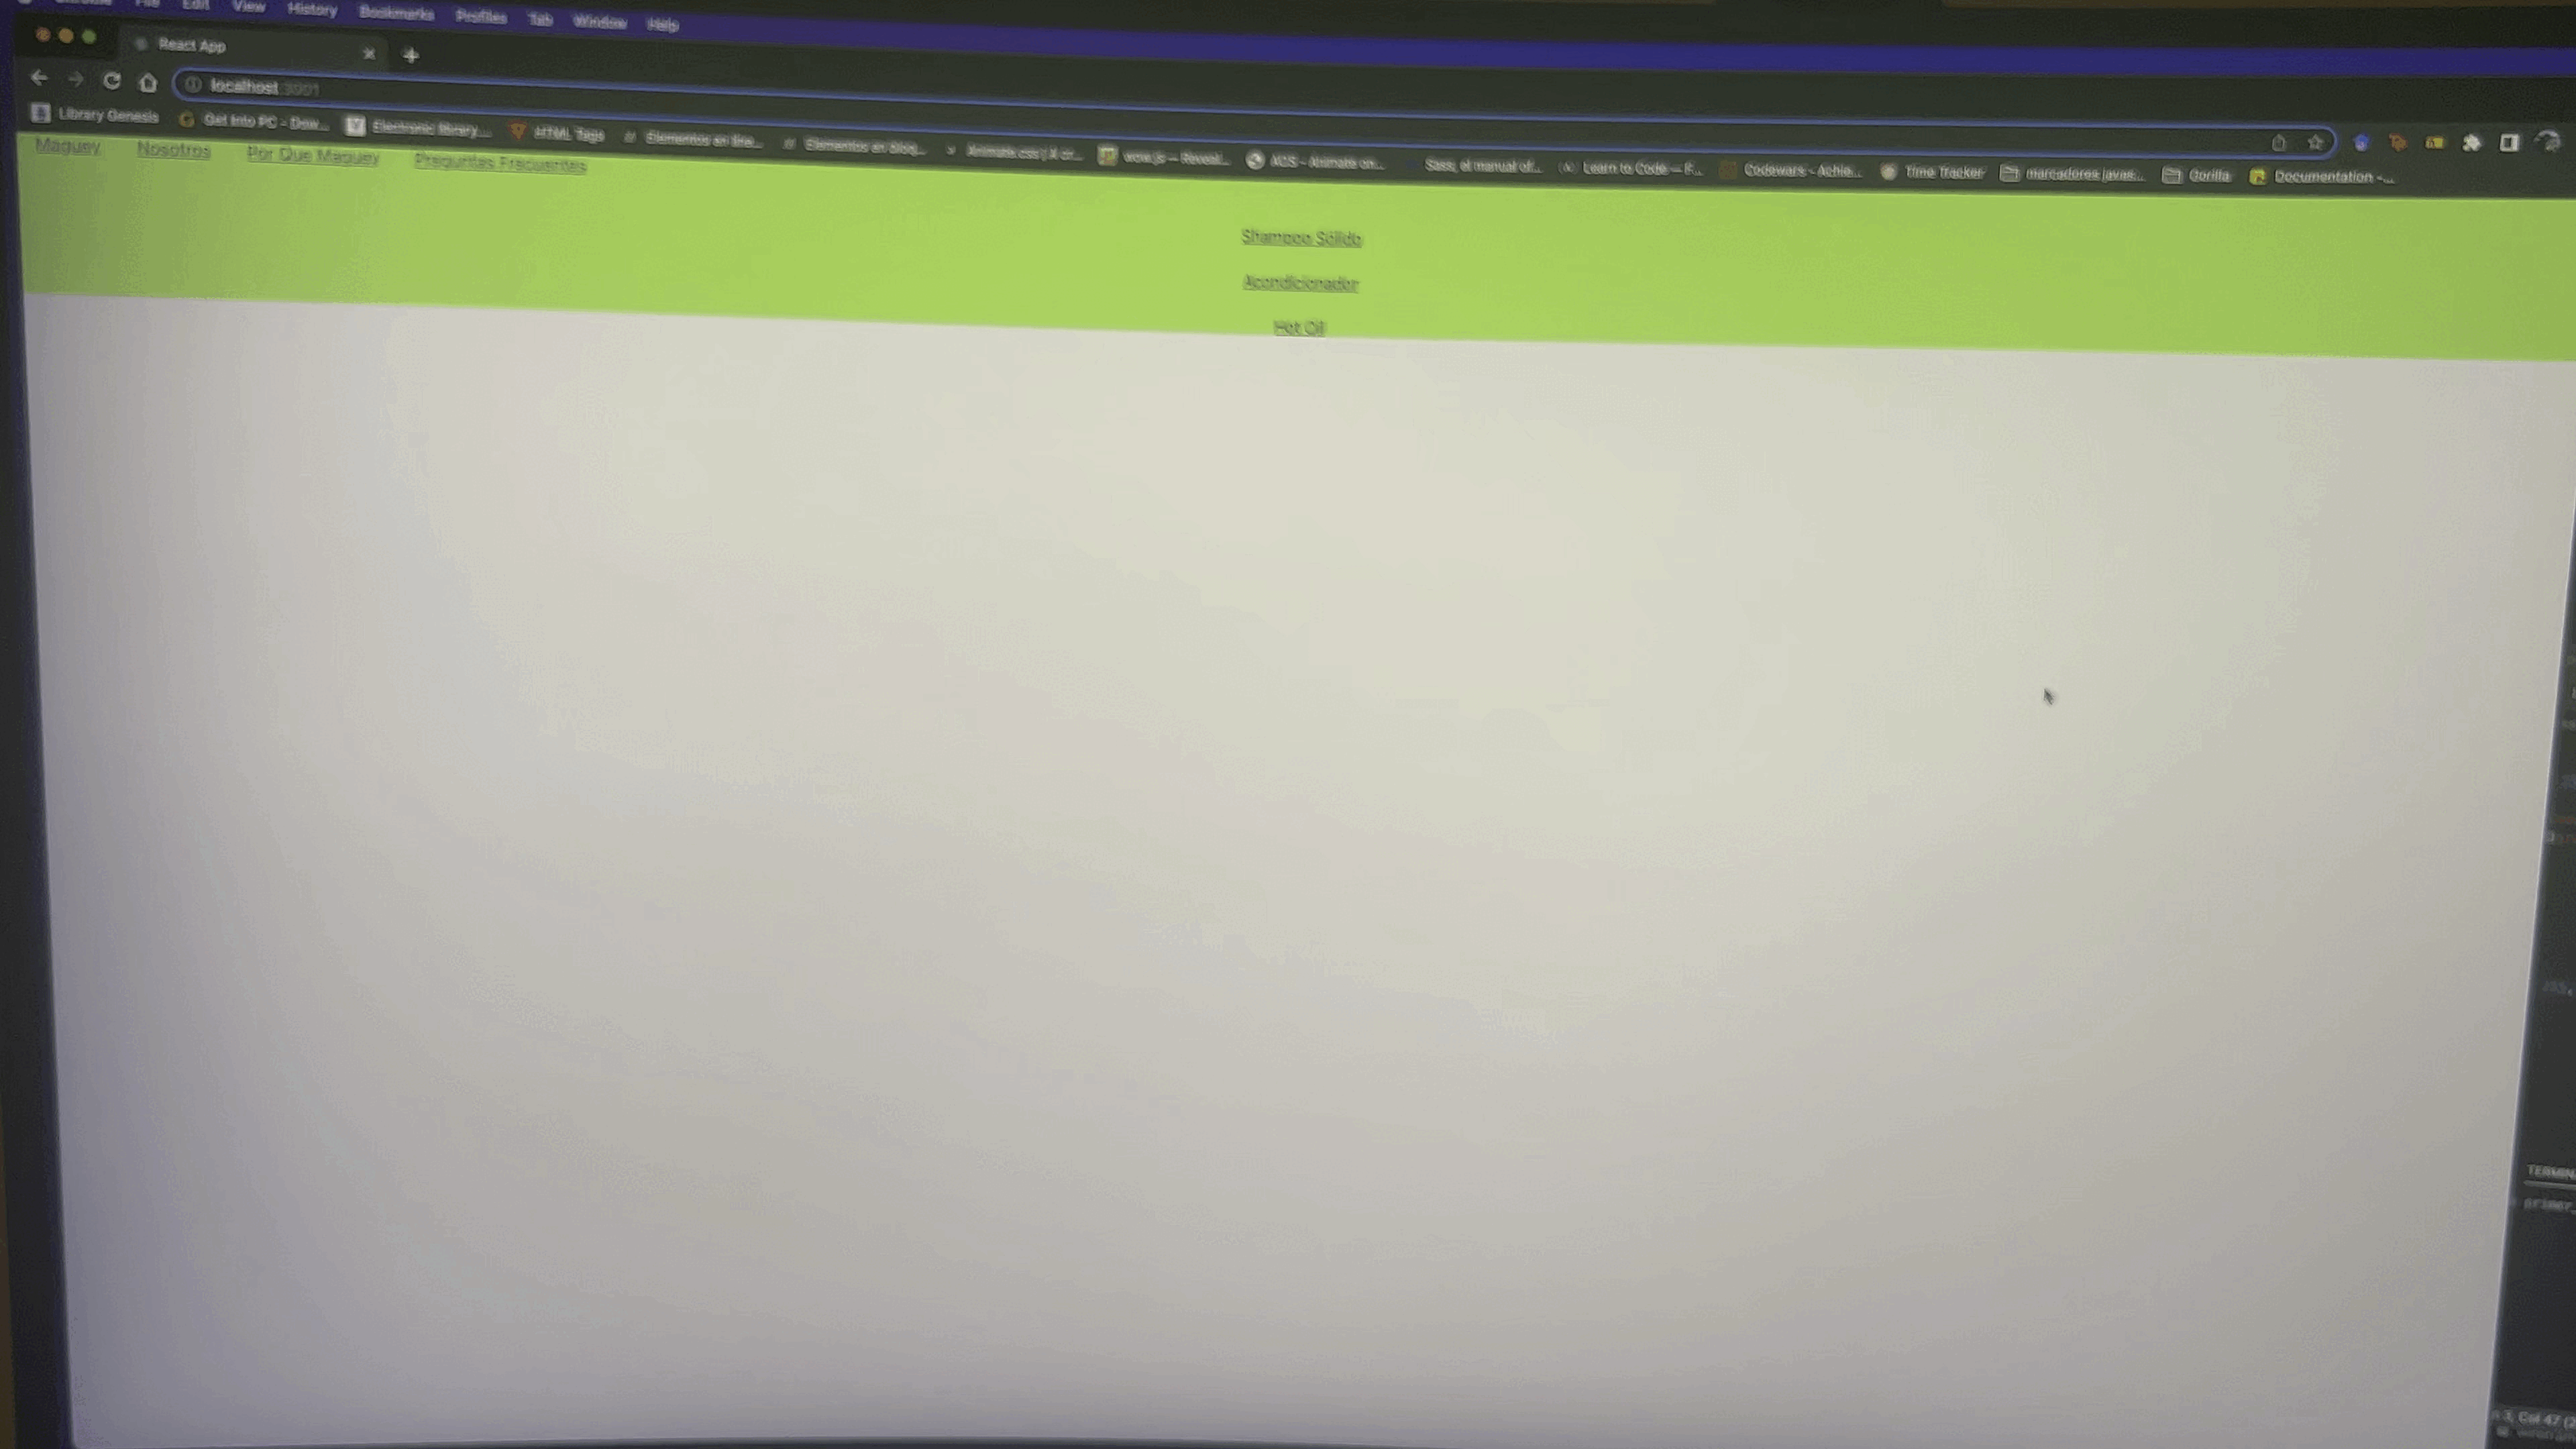 File Edit View History Bookmarks Profiles Tab Window Help
React App
localhost:3001
Library Genesis Get Into PC - Dow... Electronic library.... HTML Tags Elementos en líne... Elementos en bloq... Animate.css | A cr... wow.js — Reveal... AOS - Animate on... Sass, el manual of... Learn to Code — F... Codewars - Achie... Time Tracker marcadores javas... Gorilla Documentation -...
Maguey Nosotros Por Que Maguey Preguntas Frecuentes
Shampoo Sólido
Acondicionador
Hot Oil